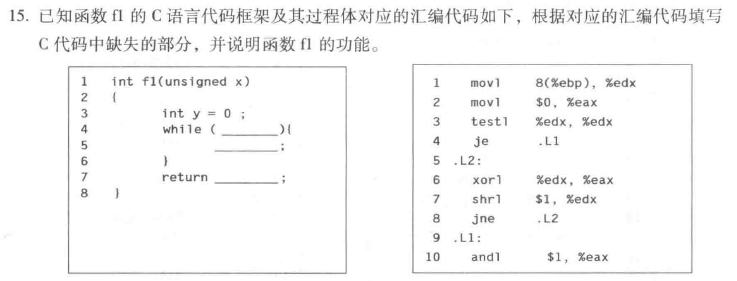 15. 已知函数 f1 的 C 语言代码框架及其过程体对应的汇编代码如下，根据对应的汇编代码填写
C 代码中缺失的部分，并说明函数 f1 的功能。
1 int f1(unsigned x)
2 {
3 int y = 0 ;
4 while ( ________){
5 ________;
6 }
7 return ________;
8 }
1 movl 8(%ebp), %edx
2 movl $0, %eax
3 testl %edx, %edx
4 je .L1
5 .L2:
6 xorl %edx, %eax
7 shrl $1, %edx
8 jne .L2
9 .L1:
10 andl $1, %eax